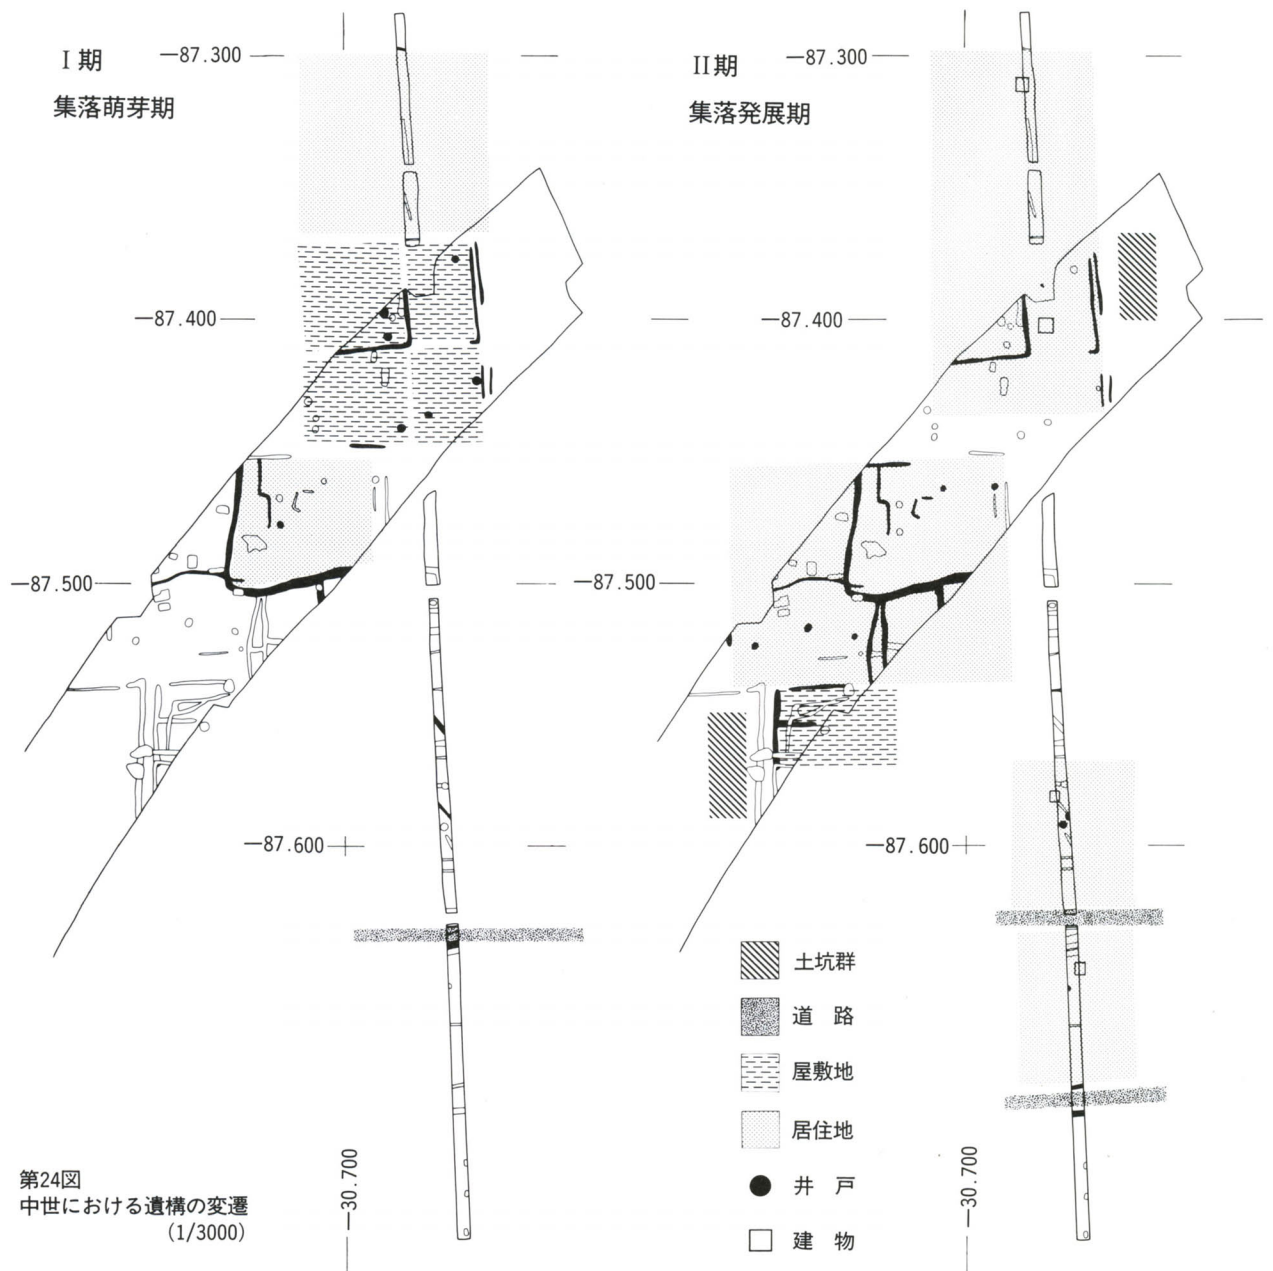 Ⅰ期
集落萌芽期
—87.300
—87.400
—87.500
—87.600
—30.700
第24図
中世における遺構の変遷
(1/3000)
Ⅱ期
集落発展期
—87.300
—87.400
—87.500
—87.600
—30.700
土坑群
道　路
屋敷地
居住地
井　戸
建　物